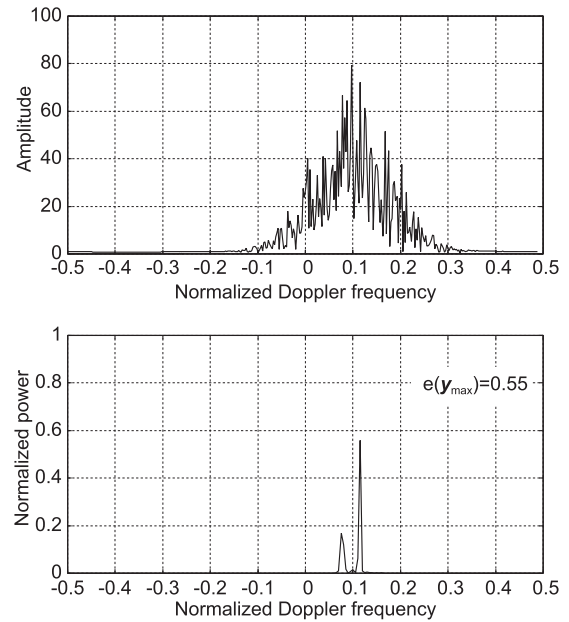 100
80
60
40
20
0
Amplitude
-0.5 -0.4 -0.3 -0.2 -0.1 0 0.1 0.2 0.3 0.4 0.5
Normalized Doppler frequency
1
0.8
0.6
0.4
0.2
0
Normalized power
e(y_max)=0.55
-0.5 -0.4 -0.3 -0.2 -0.1 0 0.1 0.2 0.3 0.4 0.5
Normalized Doppler frequency